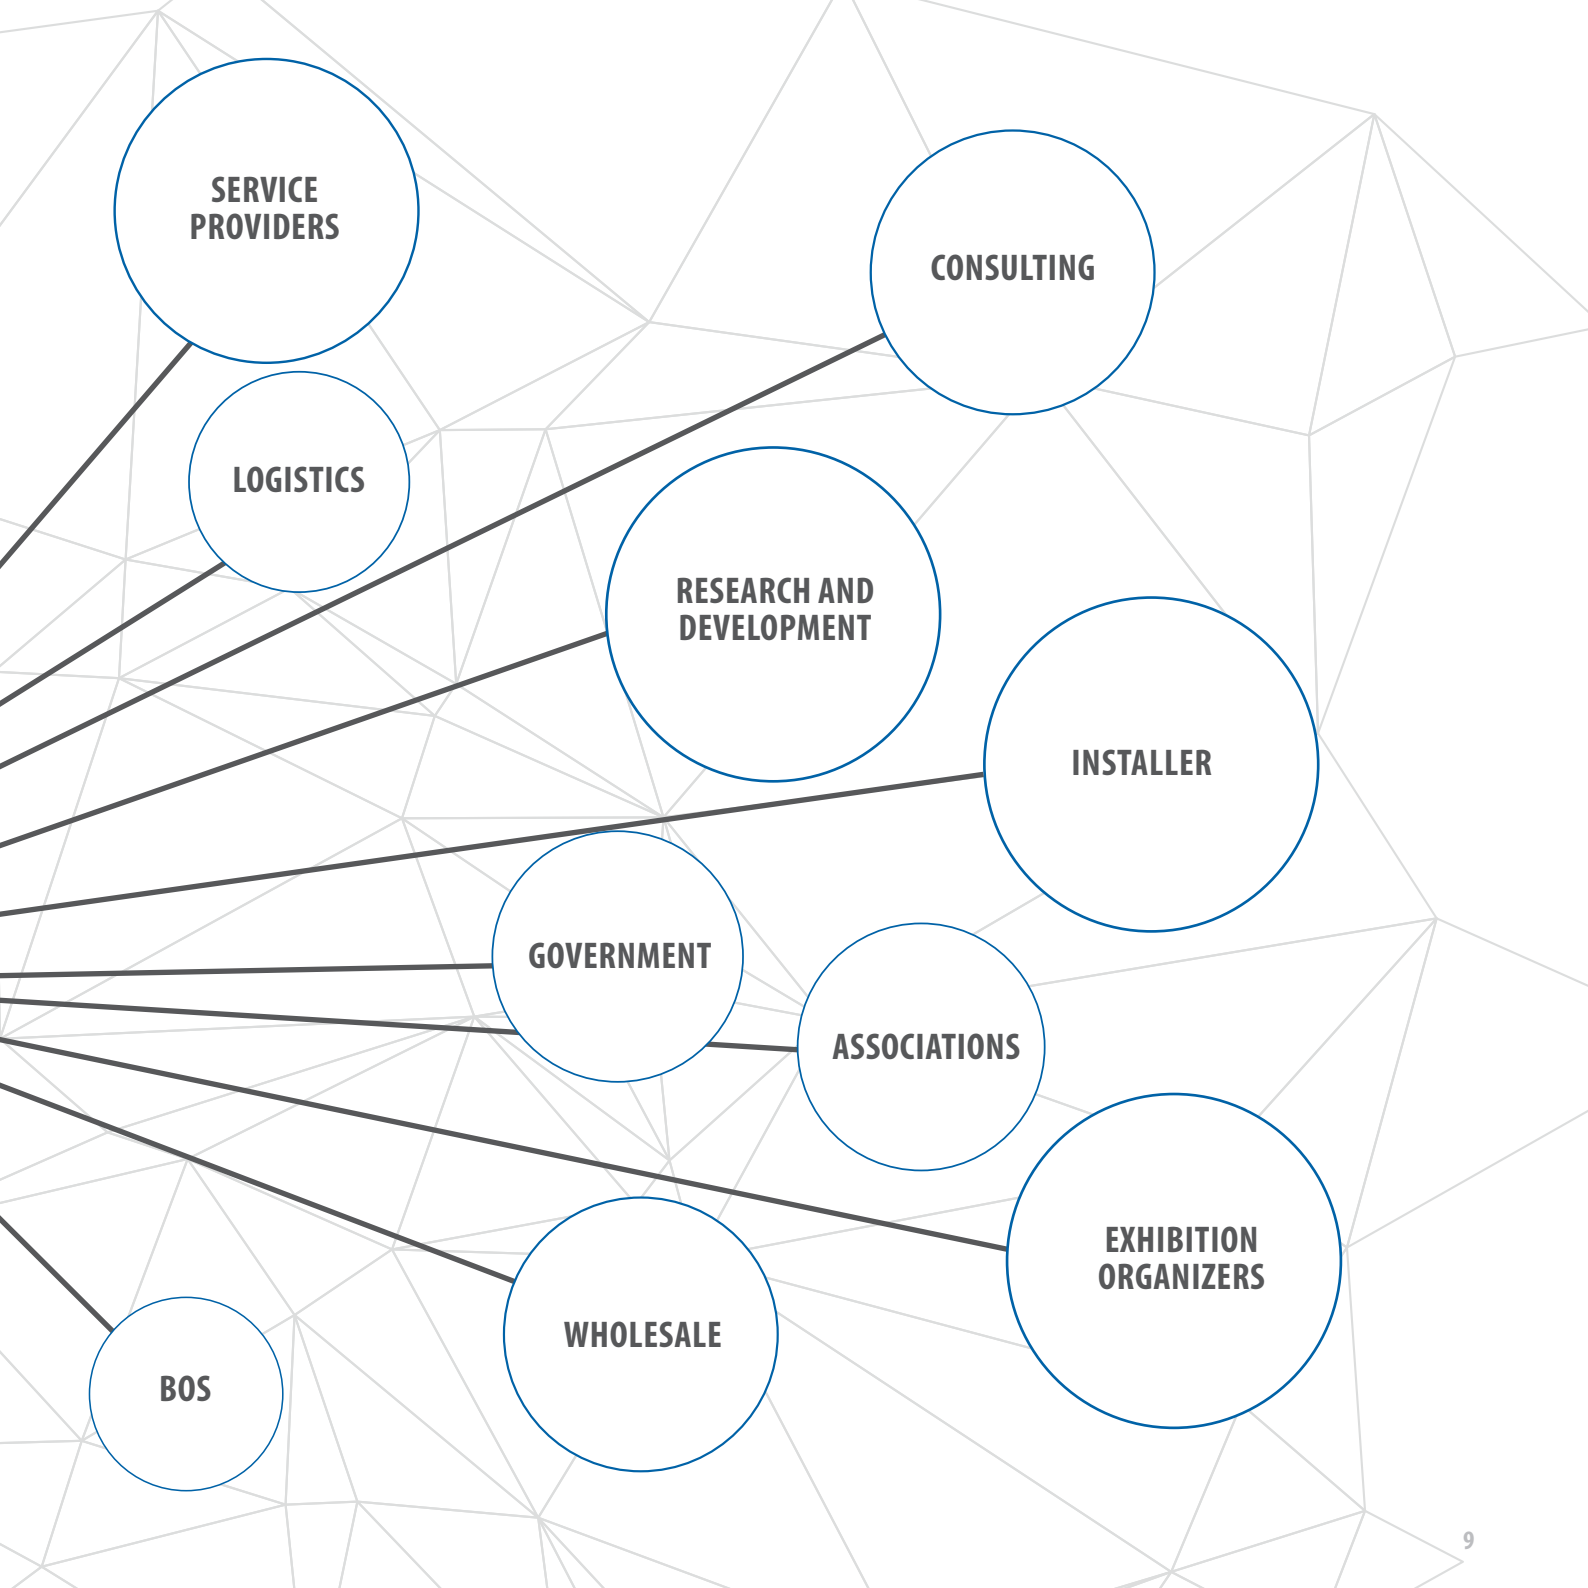 SERVICE
PROVIDERS
CONSULTING
LOGISTICS
RESEARCH AND
DEVELOPMENT
INSTALLER
GOVERNMENT
ASSOCIATIONS
EXHIBITION
ORGANIZERS
WHOLESALE
BOS
9